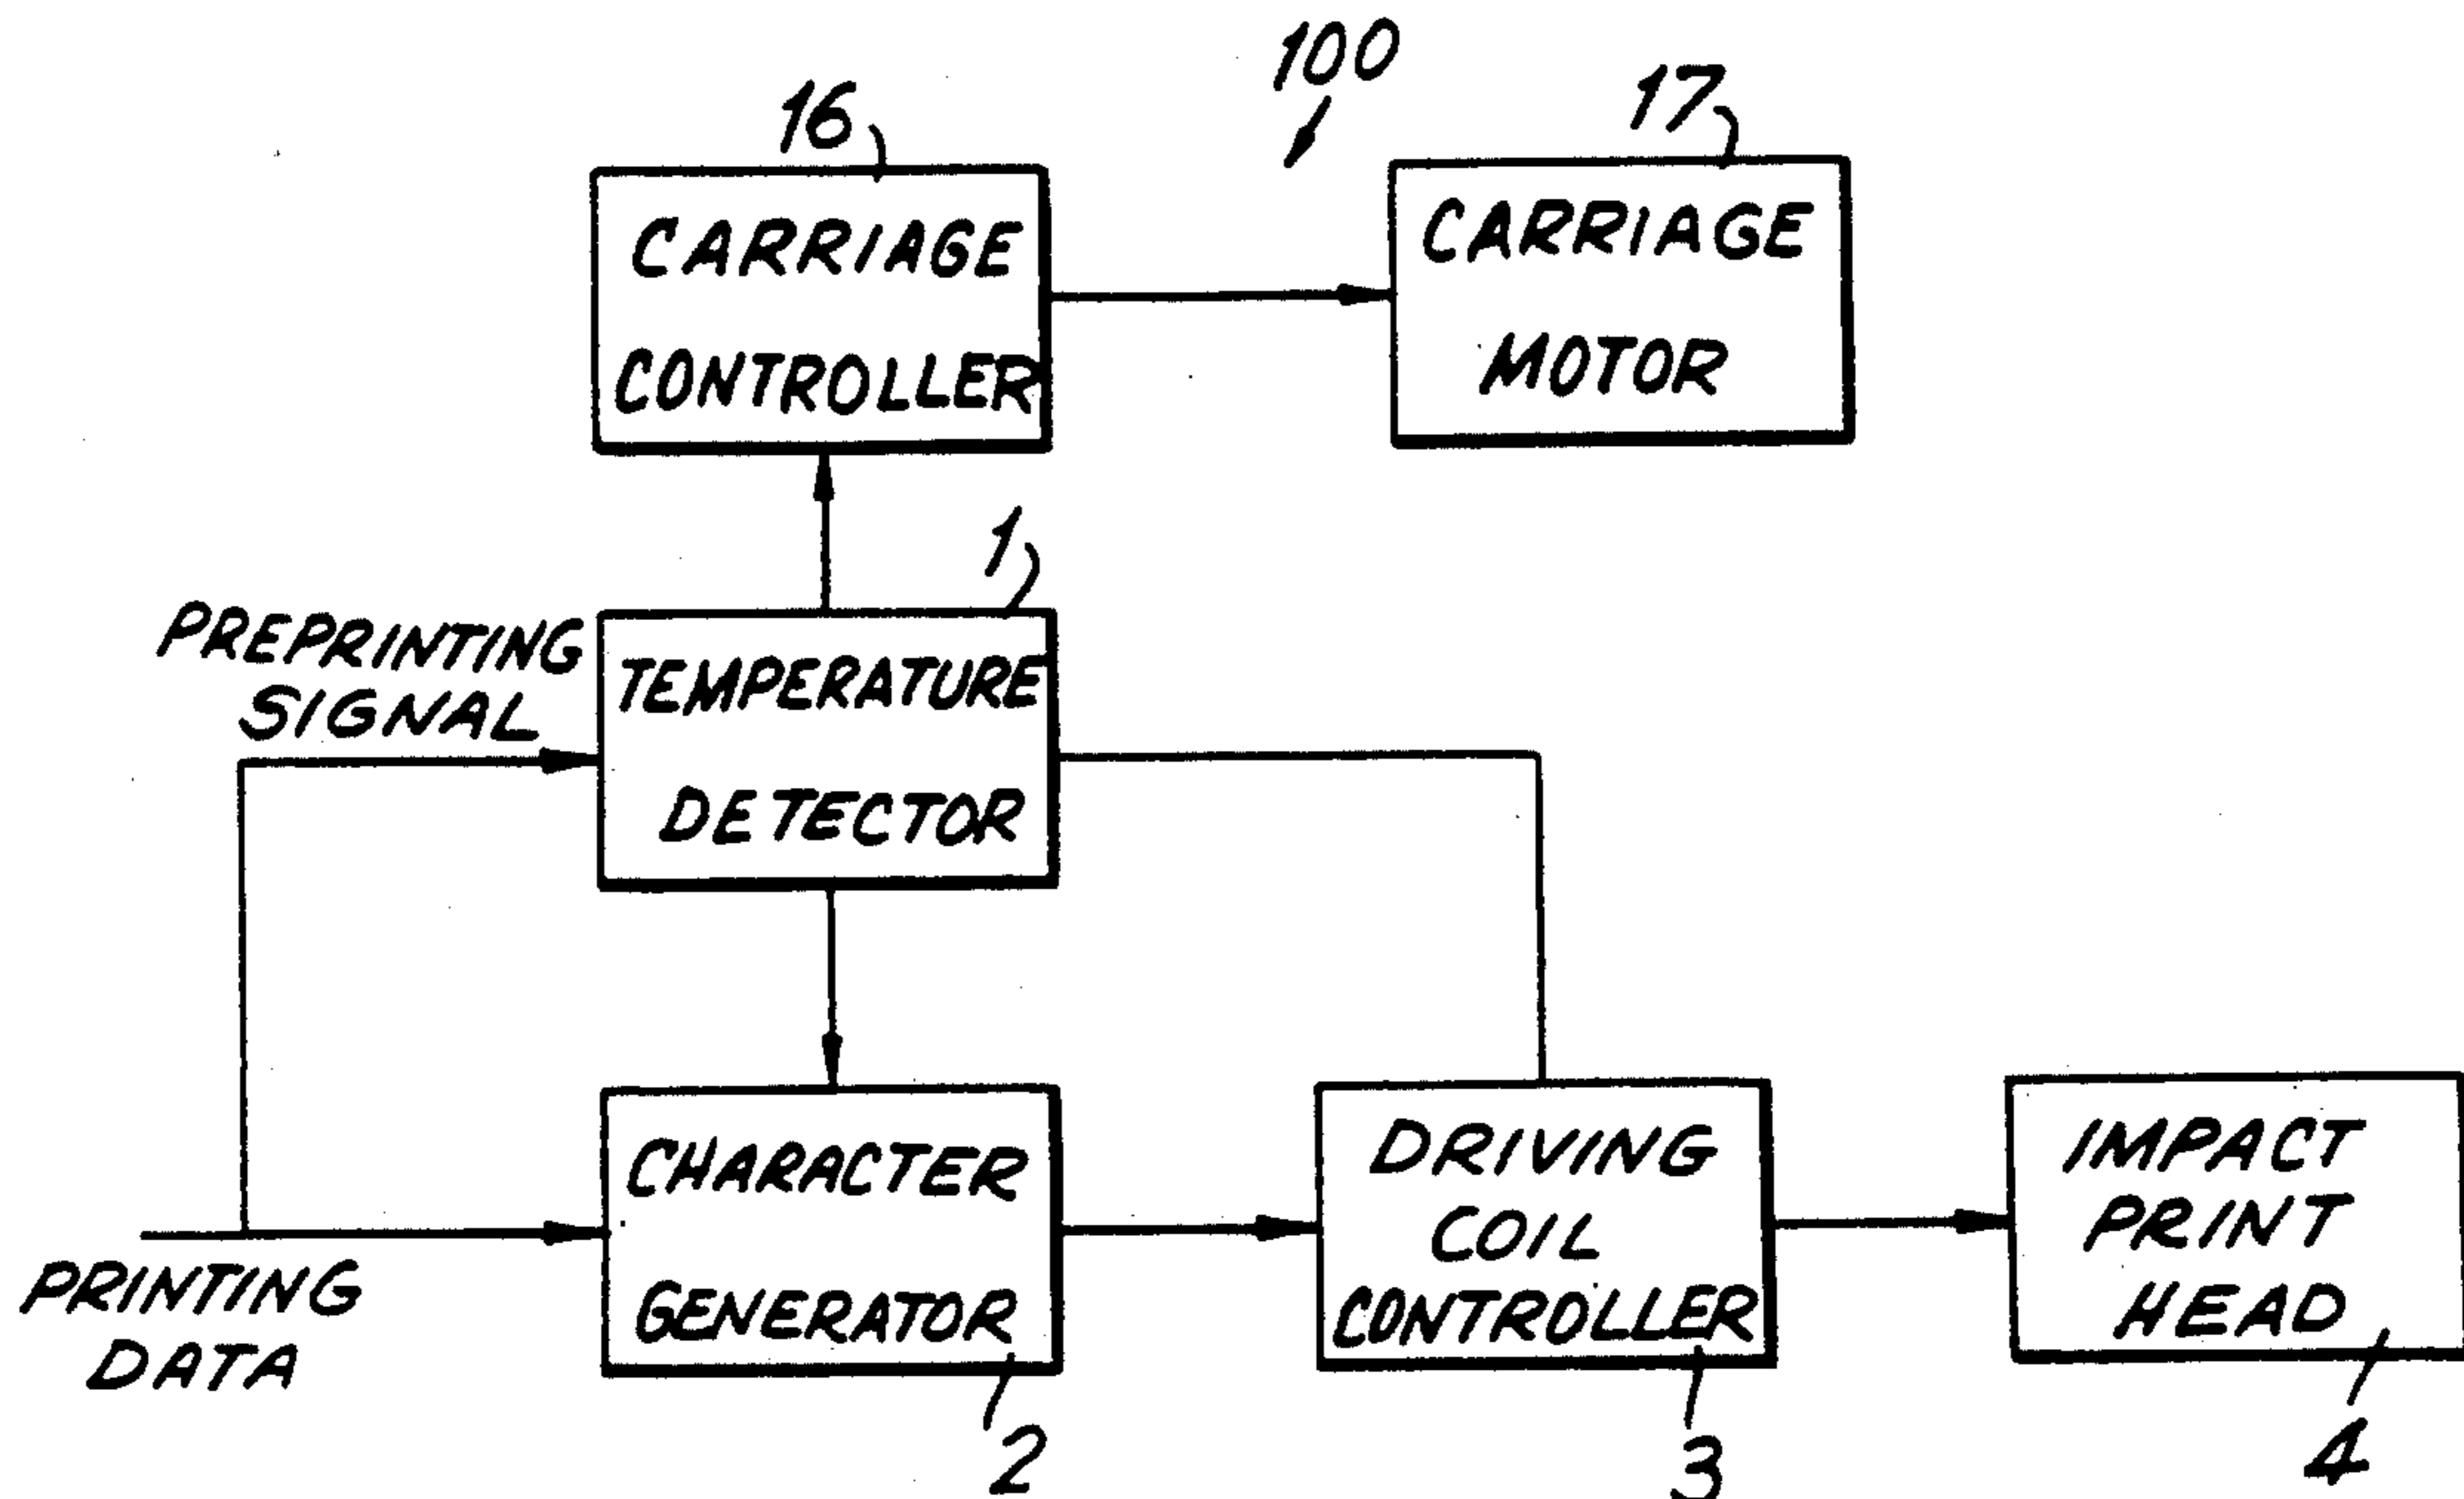 100
16
17
CARRIAGE
CONTROLLER
CARRIAGE
MOTOR
1
PREPRINTING
SIGNAL
TEMPERATURE
DETECTOR
PRINTING
DATA
CHARACTER
GENERATOR
2
DRIVING
COIL
CONTROLLER
3
IMPACT
PRINT
HEAD
4